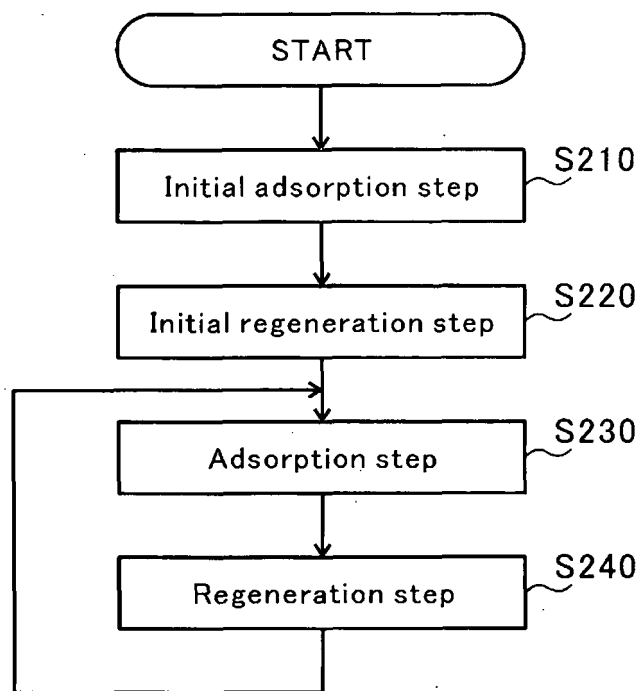 START
Initial adsorption step
S210
Initial regeneration step
S220
Adsorption step
S230
Regeneration step
S240